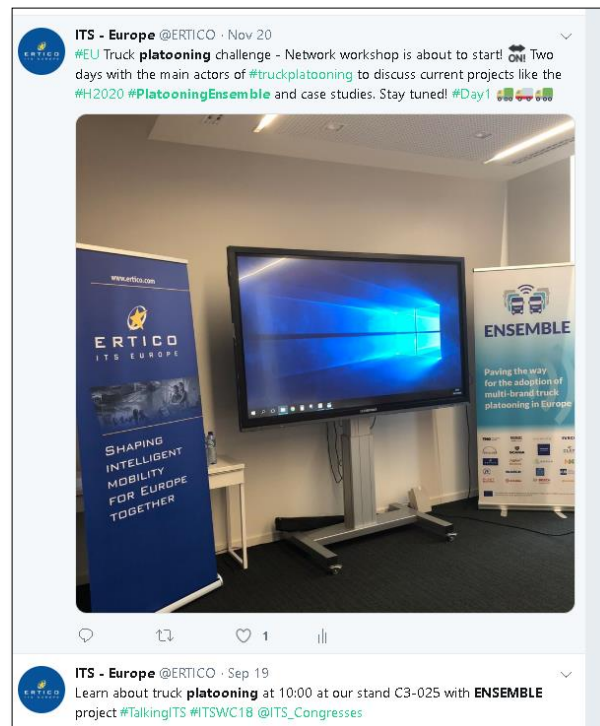 ITS - Europe @ERTICO · Nov 20
#EU Truck platooning challenge - Network workshop is about to start! ON! Two
days with the main actors of #truckplatooning to discuss current projects like the
#H2020 #PlatooningEnsemble and case studies. Stay tuned! #Day1
www.ertico.com
ERTICO
ITS EUROPE
SHAPING
INTELLIGENT
MOBILITY
FOR EUROPE
TOGETHER
ENSEMBLE
Paving the way
for the adoption of
multi-brand truck
platooning in Europe
1
ITS - Europe @ERTICO · Sep 19
Learn about truck platooning at 10:00 at our stand C3-025 with ENSEMBLE
project #TalkingITS #ITSWC18 @ITS_Congresses